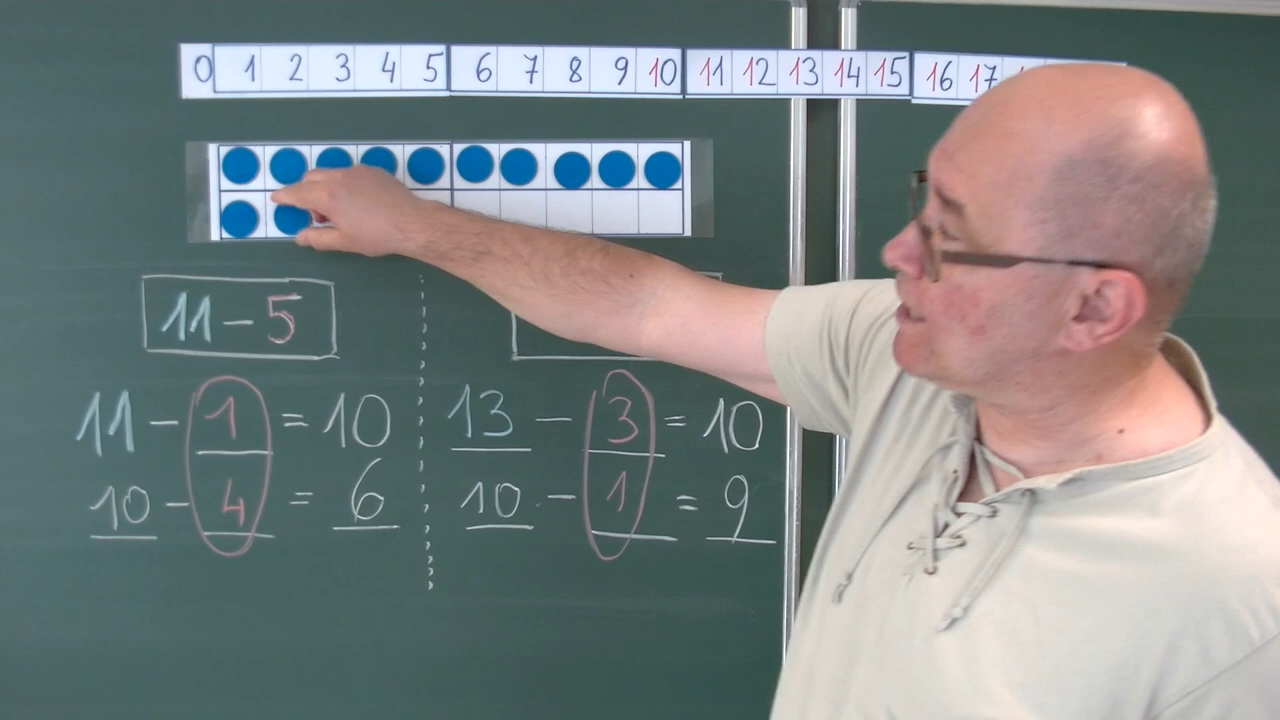 0 1 2 3 4 5 6 7 8 9 10 11 12 13 14 15 16 17
11 – 5
11 – 1 = 10
10 – 4 = 6
13 – 3 = 10
10 – 1 = 9